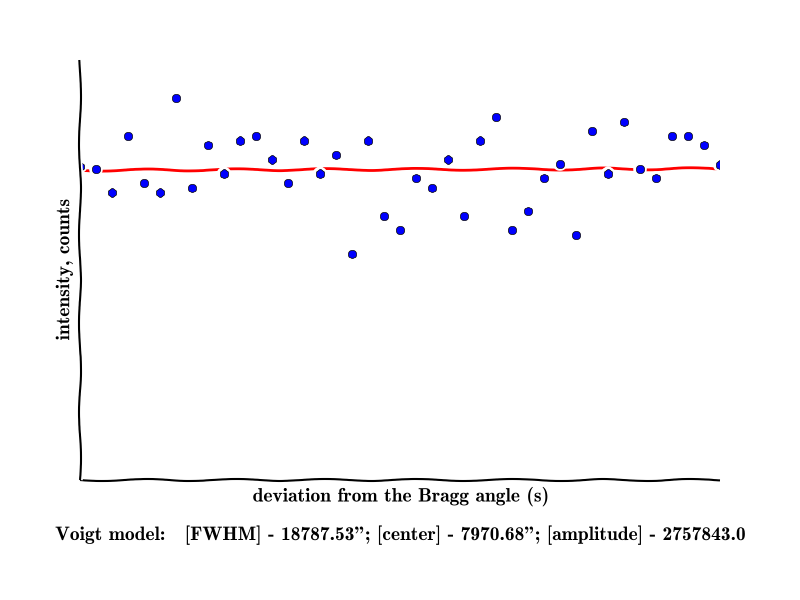 intensity, counts
deviation from the Bragg angle (s)
Voigt model: [FWHM] - 18787.53”; [center] - 7970.68”; [amplitude] - 2757843.0